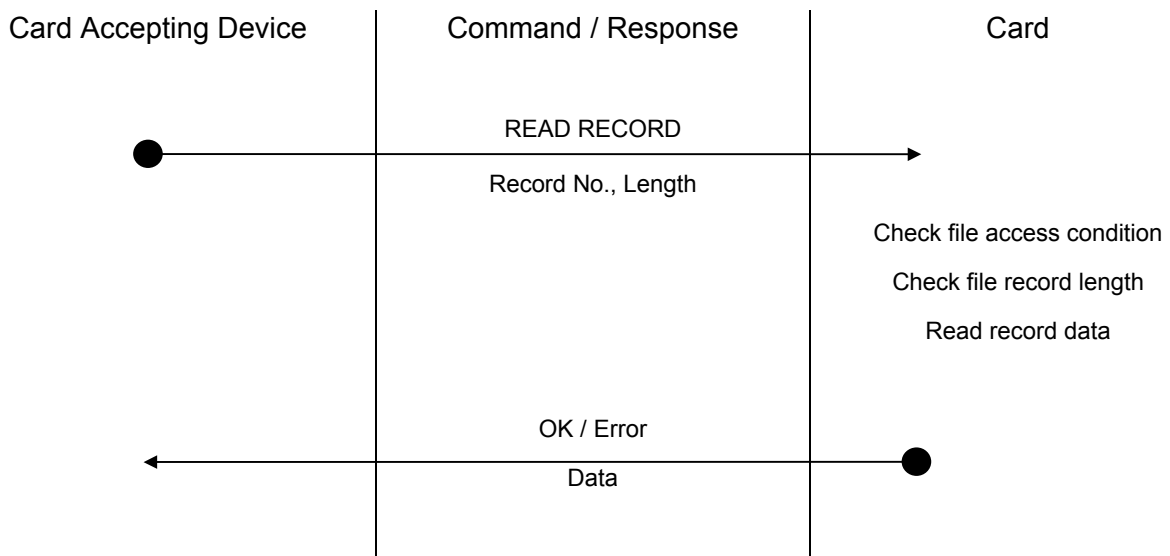 Card Accepting Device
Command / Response
Card
READ RECORD
Record No., Length
Check file access condition
Check file record length
Read record data
OK / Error
Data